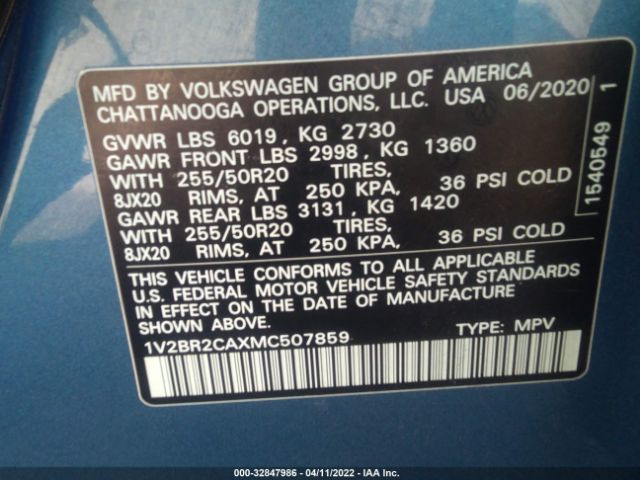 MFD BY VOLKSWAGEN GROUP OF AMERICA
CHATTANOOGA OPERATIONS, LLC. USA 06/2020
GVWR LBS 6019, KG 2730
GAWR FRONT LBS 2998, KG 1360
WITH 255/50R20 TIRES,
8JX20 RIMS, AT 250 KPA, 36 PSI COLD
GAWR REAR LBS 3131, KG 1420
WITH 255/50R20 TIRES,
8JX20 RIMS, AT 250 KPA, 36 PSI COLD
THIS VEHICLE CONFORMS TO ALL APPLICABLE
U.S. FEDERAL MOTOR VEHICLE SAFETY STANDARDS
IN EFFECT ON THE DATE OF MANUFACTURE
SHOWN ABOVE.
1V2BR2CAXMC507859 TYPE: MPV
1540549 1
000-32847986 - 04/11/2022 - IAA Inc.